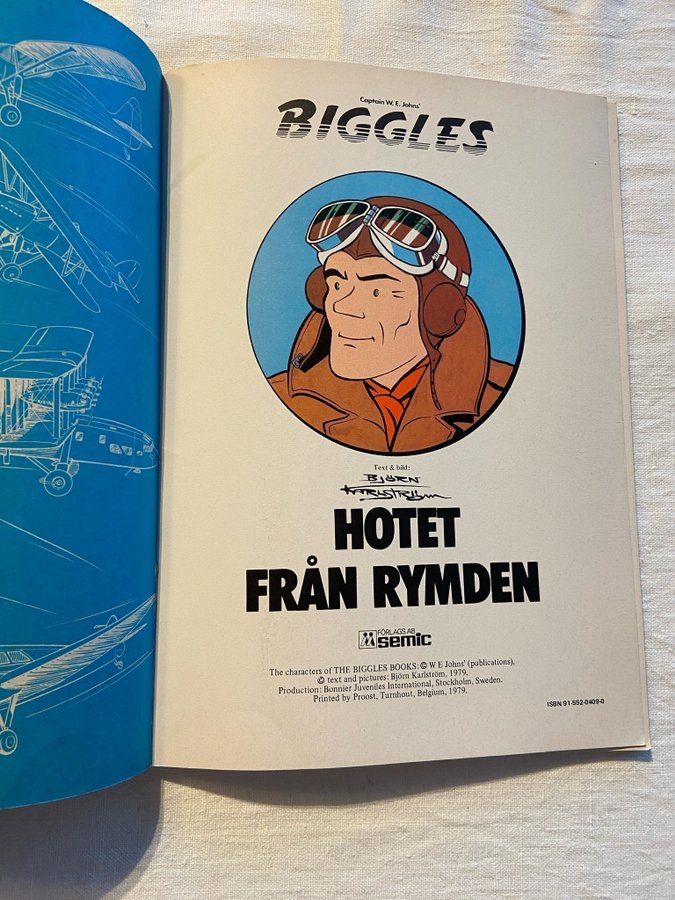 Captain W. E. Johns'
BIGGLES
Text & bild:
BJÖRN
KARLSTRÖM
HOTET
FRÅN RYMDEN
FÖRLAGS AB
semic
The characters of THE BIGGLES BOOKS: © W E Johns' (publications),
© text and pictures: Björn Karlström, 1979.
Production: Bonnier Juveniles International, Stockholm, Sweden.
Printed by Proost, Turnhout, Belgium, 1979.
ISBN 91-552-0409-0